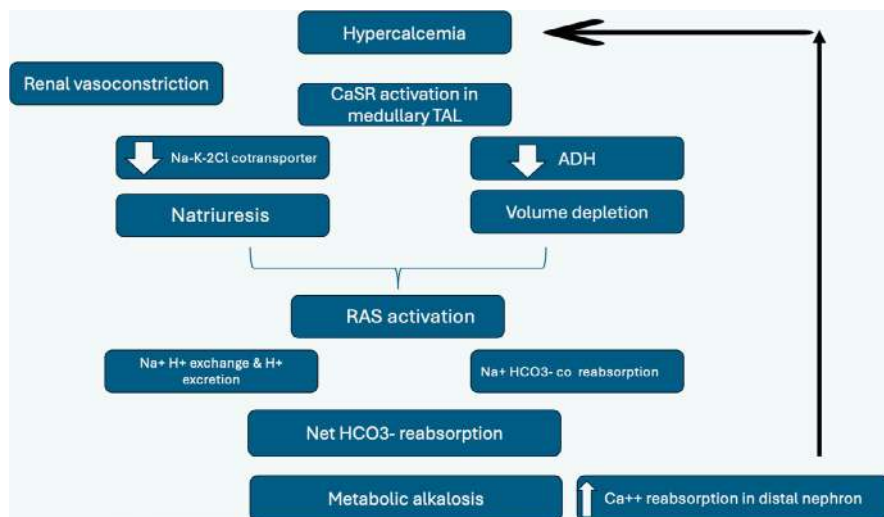 Hypercalcemia
Renal vasoconstriction
CaSR activation in
medullary TAL
Na-K-2Cl cotransporter
ADH
Natriuresis
Volume depletion
RAS activation
Na+ H+ exchange & H+
excretion
Na+ HCO3- co reabsorption
Net HCO3- reabsorption
Metabolic alkalosis
Ca++ reabsorption in distal nephron